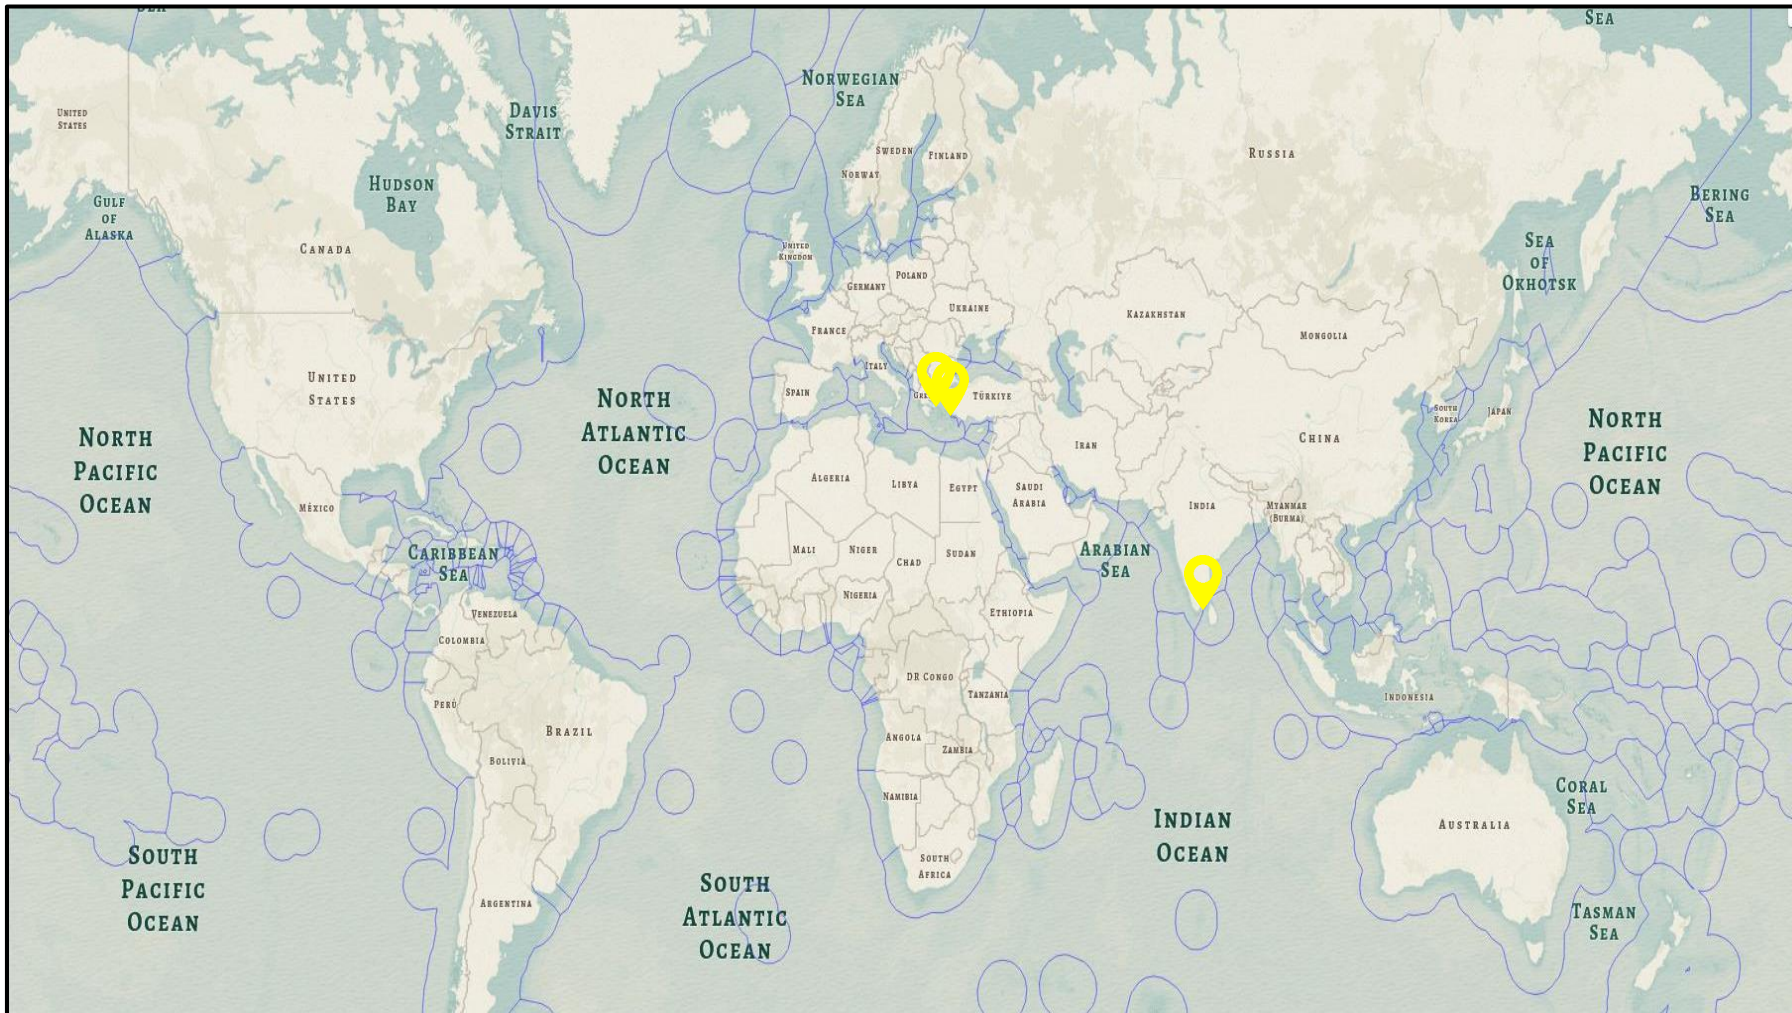 SEA
SEA
NORWEGIAN
SEA
DAVIS
STRAIT
UNITED
STATES
SWEDEN
FINLAND
NORWAY
RUSSIA
HUDSON
BAY
GULF
OF
ALASKA
BERING
SEA
CANADA
UNITED
KINGDOM
SEA
OF
OKHOTSK
POLAND
GERMANY
UKRAINE
KAZAKHSTAN
FRANCE
MONGOLIA
ITALY
UNITED
STATES
SPAIN
TÜRKIYE
NORTH
ATLANTIC
OCEAN
SOUTH
KOREA
JAPAN
NORTH
PACIFIC
OCEAN
NORTH
PACIFIC
OCEAN
IRAN
CHINA
ALGERIA
LIBYA
EGYPT
SAUDI
ARABIA
MÉXICO
INDIA
MYANMAR
(BURMA)
CARIBBEAN
SEA
MALI
NIGER
CHAD
SUDAN
ARABIAN
SEA
NIGERIA
ETHIOPIA
VENEZUELA
COLOMBIA
DR CONGO
TANZANIA
INDONESIA
PERÚ
BRAZIL
ANGOLA
ZAMBIA
BOLIVIA
NAMIBIA
CORAL
SEA
INDIAN
OCEAN
AUSTRALIA
SOUTH
PACIFIC
OCEAN
SOUTH
AFRICA
SOUTH
ATLANTIC
OCEAN
ARGENTINA
TASMAN
SEA